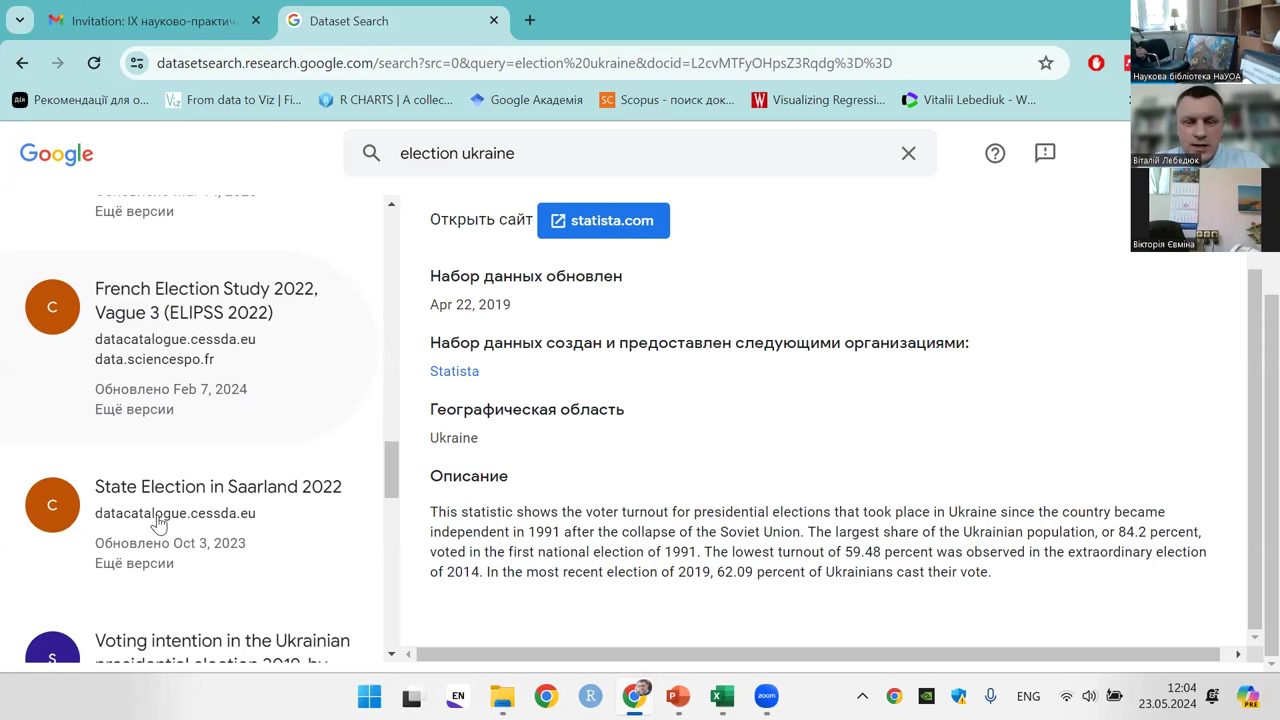 Invitation: IX науково-практич
Dataset Search
datasetsearch.research.google.com/search?src=0&query=election%20ukraine&docid=L2cvMTFyOHpsZ3Rqdg%3D%3D
Рекомендації для о...
From data to Viz | Fi...
R CHARTS | A collec...
Google Академія
Scopus - поиск док...
Visualizing Regressi...
Vitalii Lebediuk - W...
Наукова бібліотека НаУОА
Віталій Лебедюк
Вікторія Євміна
Google
election ukraine
Ещё версии
French Election Study 2022,
Vague 3 (ELIPSS 2022)
datacatalogue.cessda.eu
data.sciencespo.fr
Обновлено Feb 7, 2024
Ещё версии
State Election in Saarland 2022
datacatalogue.cessda.eu
Обновлено Oct 3, 2023
Ещё версии
Voting intention in the Ukrainian
presidential election 2019, by
Открыть сайт statista.com
Набор данных обновлен
Apr 22, 2019
Набор данных создан и предоставлен следующими организациями:
Statista
Географическая область
Ukraine
Описание
This statistic shows the voter turnout for presidential elections that took place in Ukraine since the country became
independent in 1991 after the collapse of the Soviet Union. The largest share of the Ukrainian population, or 84.2 percent,
voted in the first national election of 1991. The lowest turnout of 59.48 percent was observed in the extraordinary election
of 2014. In the most recent election of 2019, 62.09 percent of Ukrainians cast their vote.
C
C
S
EN
R
P
X
zoom
ENG
12:04
23.05.2024
PRE